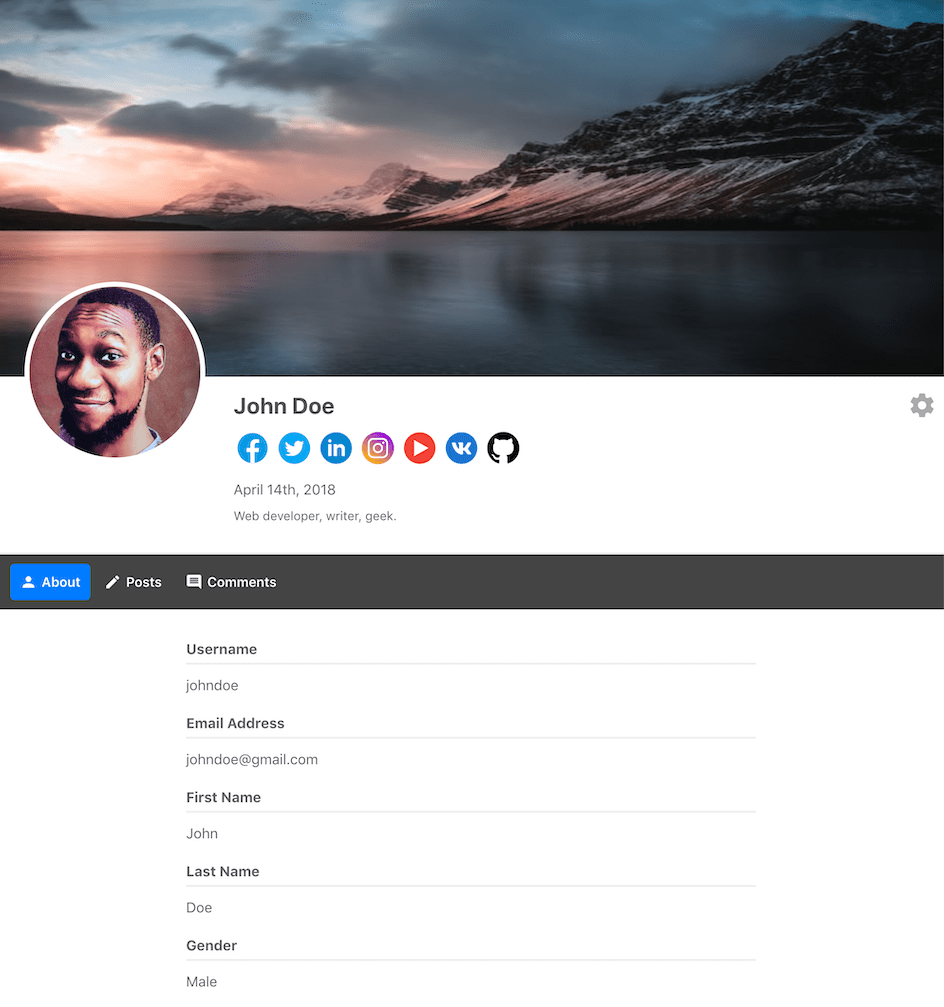 John Doe
April 14th, 2018
Web developer, writer, geek.
About Posts Comments
Username
johndoe
Email Address
johndoe@gmail.com
First Name
John
Last Name
Doe
Gender
Male